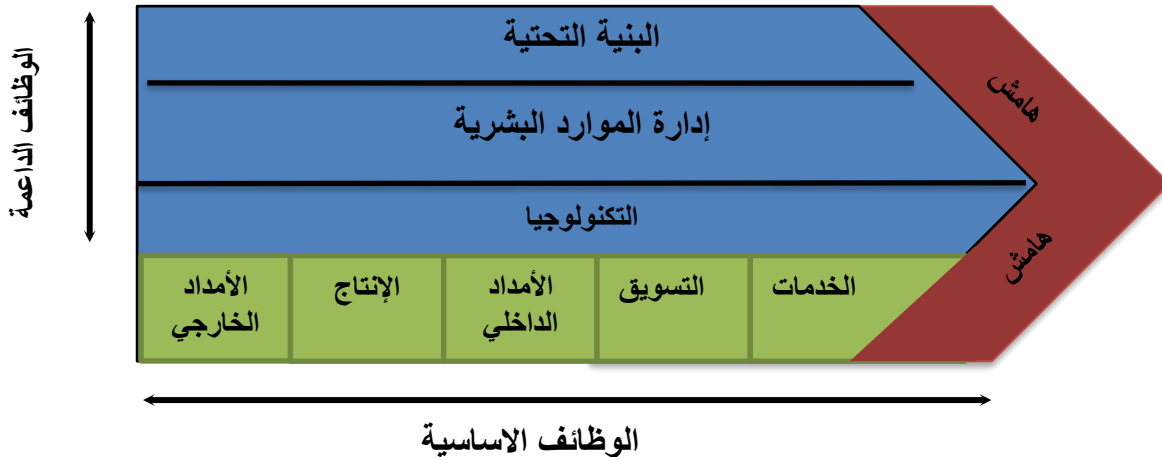 البنية التحتية
هامش
الوظائف الداعمة
إدارة الموارد البشرية
التكنولوجيا
هامش
الخدمات
التسويق
الأمداد
الداخلي
الإنتاج
الأمداد
الخارجي
الوظائف الاساسية